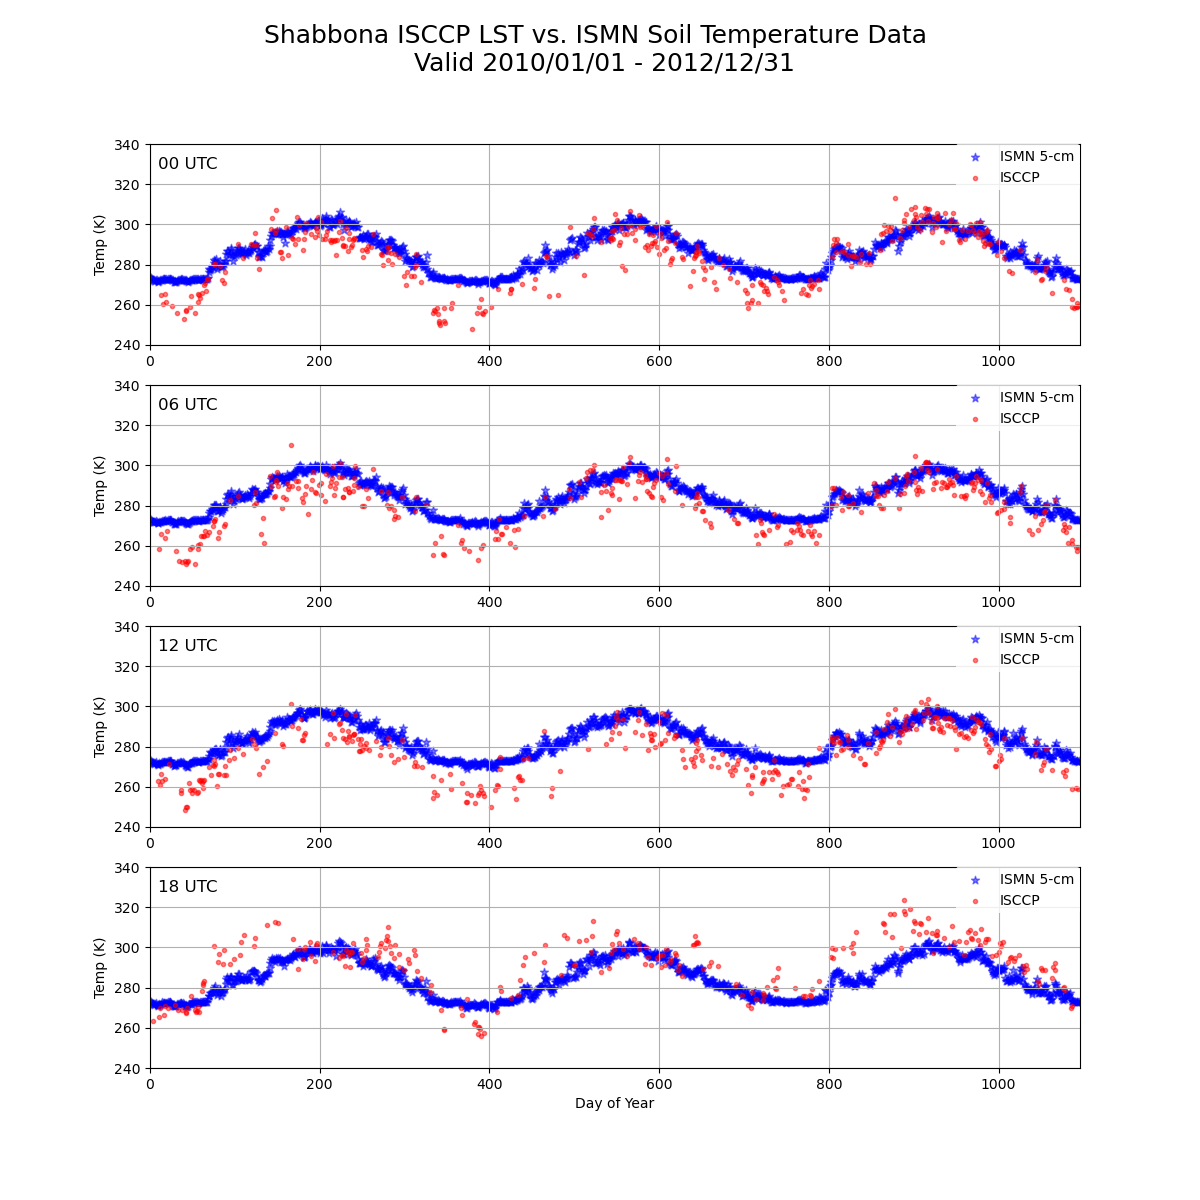 Shabbona ISCCP LST vs. ISMN Soil Temperature Data
Valid 2010/01/01 - 2012/12/31
340
320
300
280
260
240
Temp (K)
00 UTC
ISMN 5-cm
ISCCP
0 200 400 600 800 1000
340
320
300
280
260
240
Temp (K)
06 UTC
ISMN 5-cm
ISCCP
0 200 400 600 800 1000
340
320
300
280
260
240
Temp (K)
12 UTC
ISMN 5-cm
ISCCP
0 200 400 600 800 1000
340
320
300
280
260
240
Temp (K)
18 UTC
ISMN 5-cm
ISCCP
0 200 400 600 800 1000
Day of Year